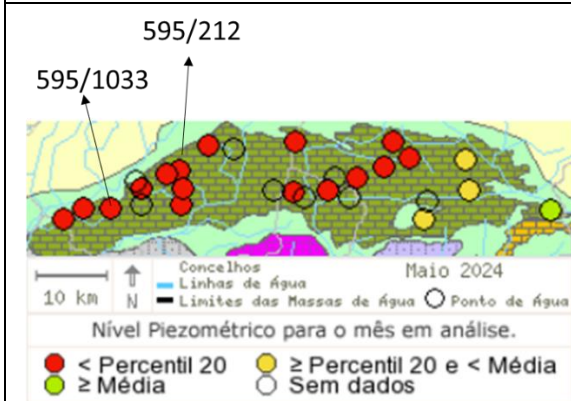 595/212
595/1033
Concelhos
Linhas de Água
Maio 2024
10 km
N
Limites das Massas de Água
Ponto de Água
Nível Piezométrico para o mês em análise.
< Percentil 20
≥ Percentil 20 e < Média
≥ Média
Sem dados